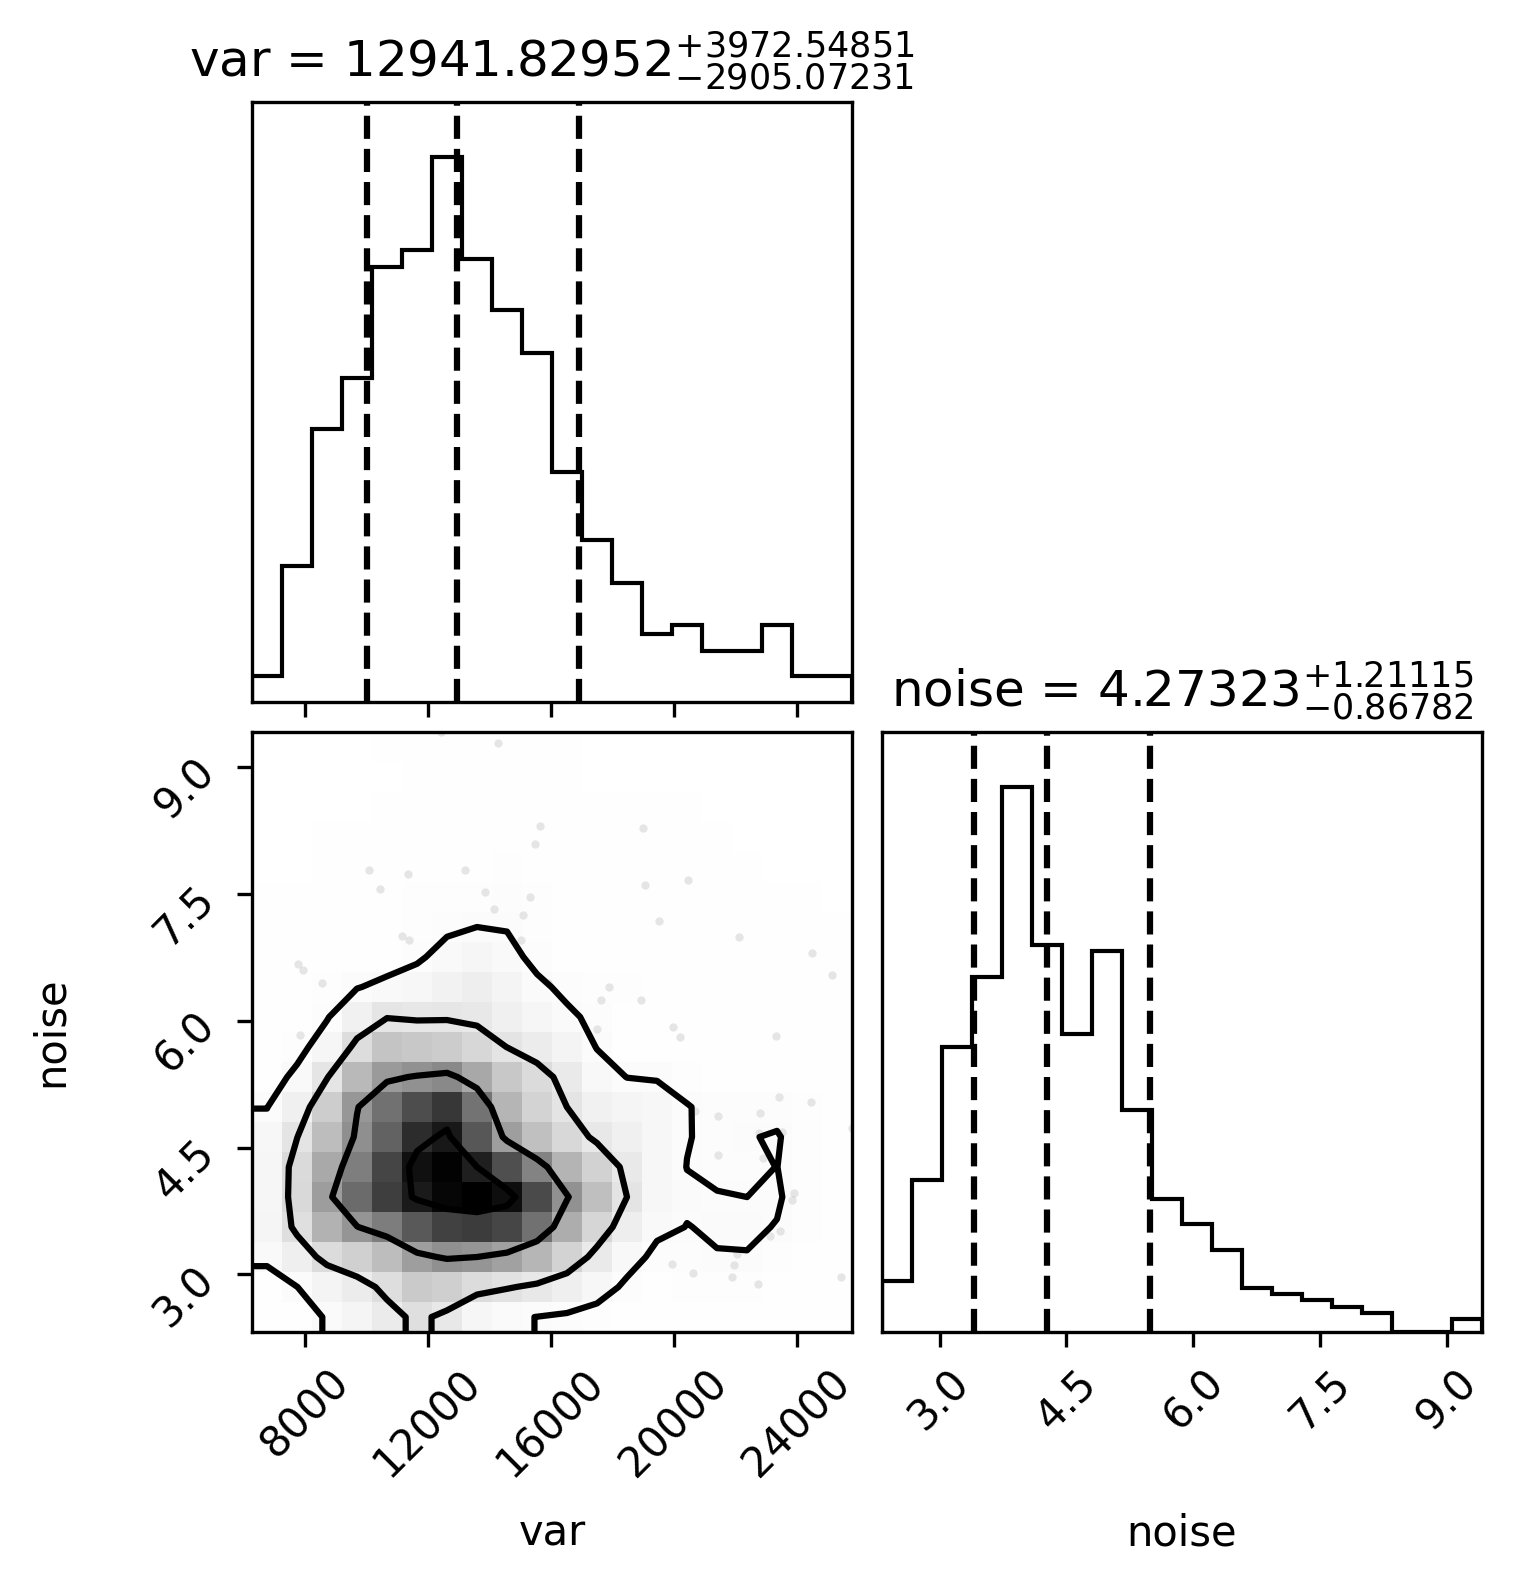 var = 12941.82952 +3972.54851 −2905.07231
noise = 4.27323 +1.21115 −0.86782
9.0
7.5
6.0
4.5
3.0
noise
8000 12000 16000 20000 24000
3.0 4.5 6.0 7.5 9.0
var
noise